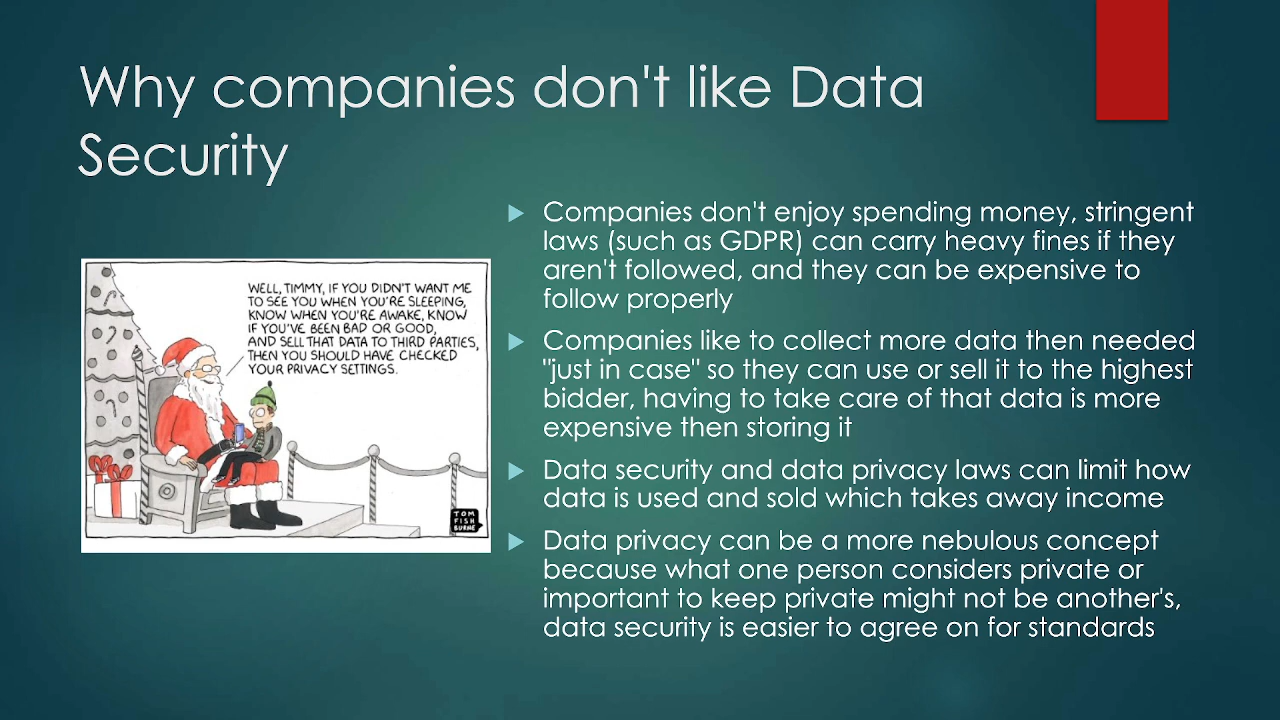 Why companies don't like Data
Security
WELL, TIMMY, IF YOU DIDN'T WANT ME
TO SEE YOU WHEN YOU'RE SLEEPING,
KNOW WHEN YOU'RE AWAKE, KNOW
IF YOU'VE BEEN BAD OR GOOD,
AND SELL THAT DATA TO THIRD PARTIES,
THEN YOU SHOULD HAVE CHECKED
YOUR PRIVACY SETTINGS.
TOM
FISH
BURNE
Companies don't enjoy spending money, stringent
laws (such as GDPR) can carry heavy fines if they
aren't followed, and they can be expensive to
follow properly
Companies like to collect more data then needed
"just in case" so they can use or sell it to the highest
bidder, having to take care of that data is more
expensive then storing it
Data security and data privacy laws can limit how
data is used and sold which takes away income
Data privacy can be a more nebulous concept
because what one person considers private or
important to keep private might not be another's,
data security is easier to agree on for standards